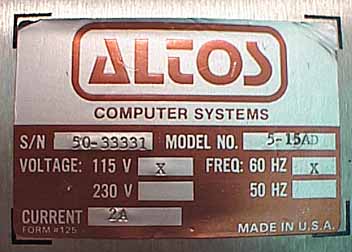 ALTOS
COMPUTER SYSTEMS
S/N 50-33331 MODEL NO. 5-15AD
VOLTAGE: 115 V X FREQ: 60 HZ X
230 V 50 HZ
CURRENT 2A
FORM #125 MADE IN U.S.A.